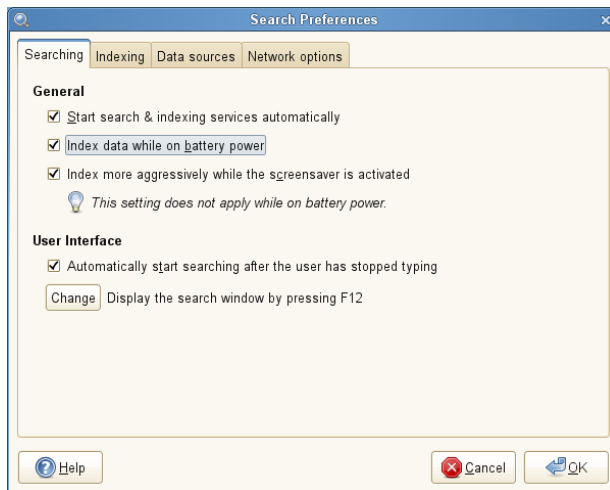 Search Preferences
Searching Indexing Data sources Network options
General
Start search & indexing services automatically
Index data while on battery power
Index more aggressively while the screensaver is activated
This setting does not apply while on battery power.
User Interface
Automatically start searching after the user has stopped typing
Change Display the search window by pressing F12
Help Cancel OK